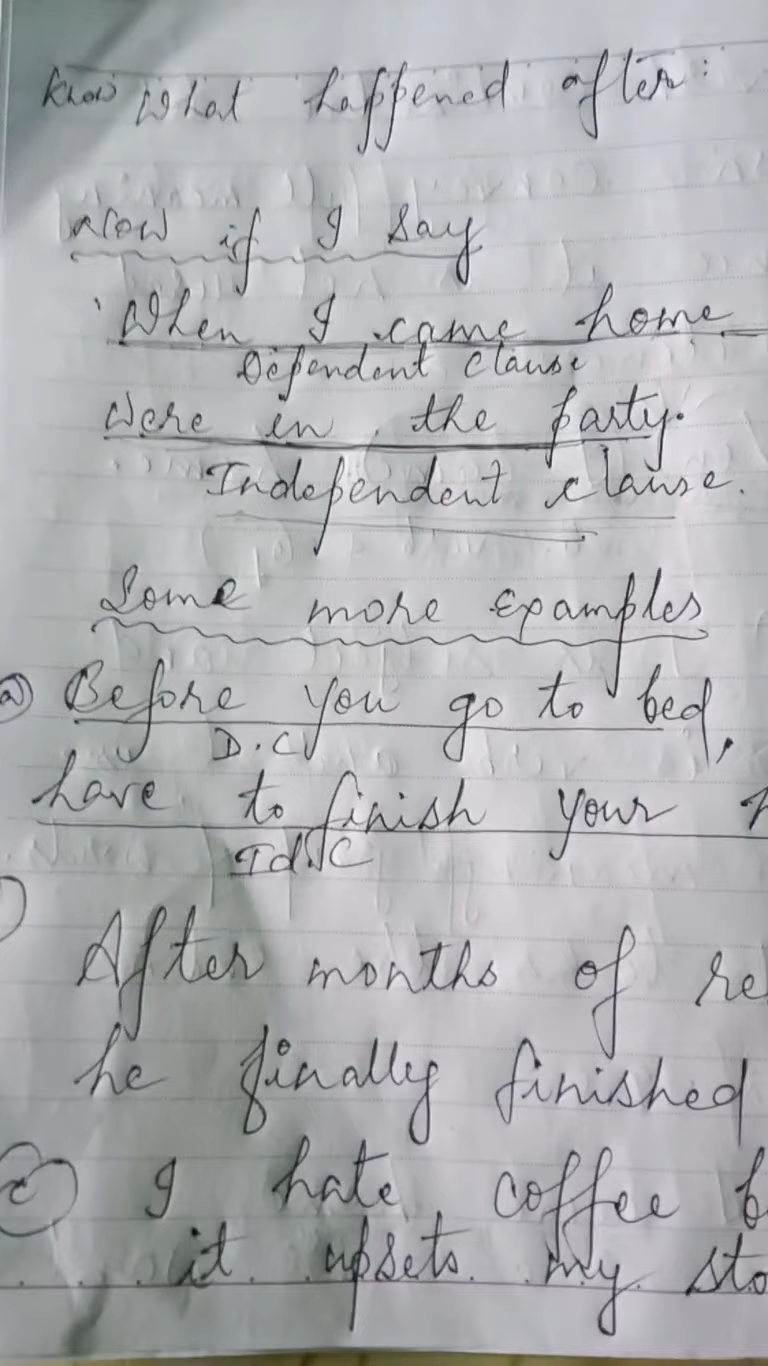 know what happened after:
Now if I say
'When I came home
Dependent clause
were in the party.
Independent clause.
Some more examples
a) Before you go to bed,
D.C
have to finish your
Id.C
After months of
he finally finished
c) I hate coffee
it upsets my